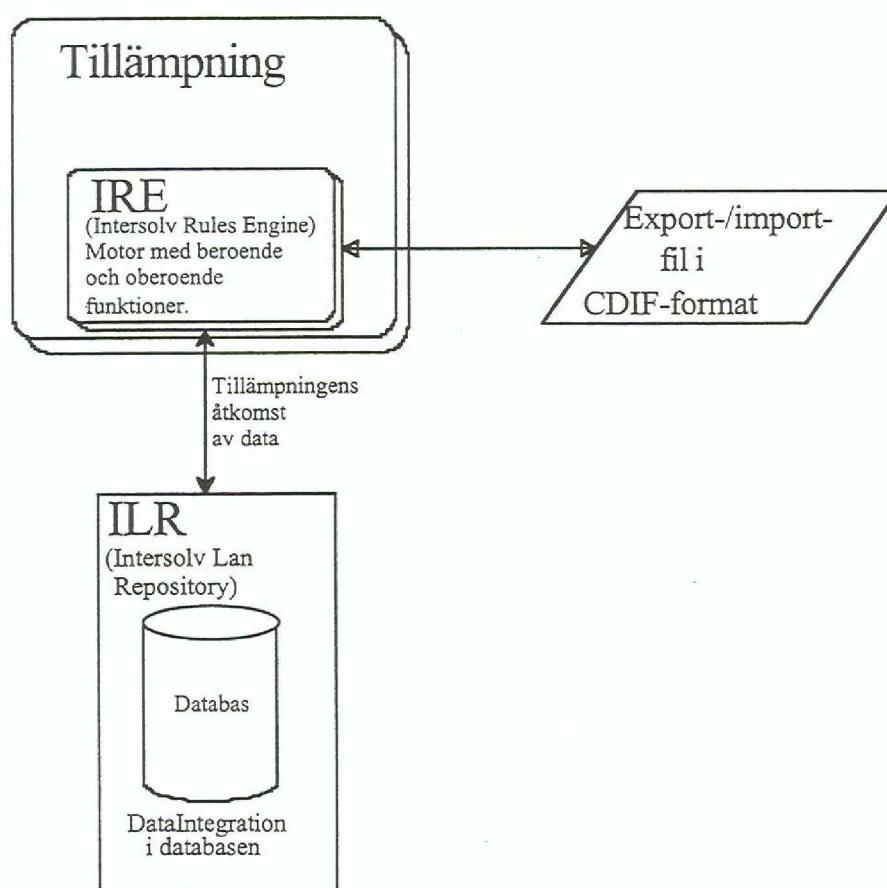 Tillämpning
IRE
(Intersolv Rules Engine)
Motor med beroende
och oberoende
funktioner.
Export-/import-
fil i
CDIF-format
Tillämpningens
åtkomst
av data
ILR
(Intersolv Lan
Repository)
Databas
DataIntegration
i databasen